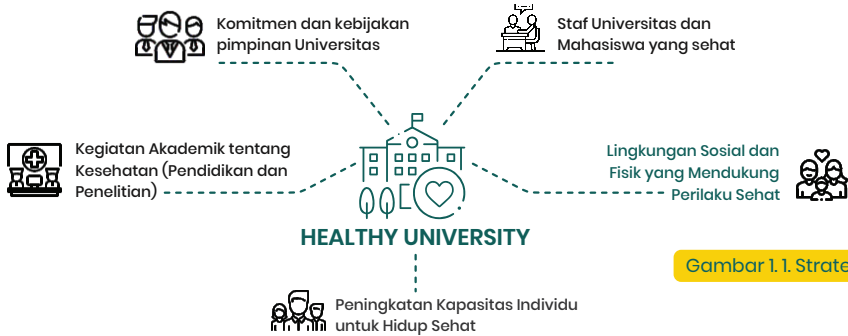 Komitmen dan kebijakan
pimpinan Universitas
Staf Universitas dan
Mahasiswa yang sehat
Kegiatan Akademik tentang
Kesehatan (Pendidikan dan
Penelitian)
Lingkungan Sosial dan
Fisik yang Mendukung
Perilaku Sehat
HEALTHY UNIVERSITY
Gambar 1. 1.
Peningkatan Kapasitas Individu
untuk Hidup Sehat